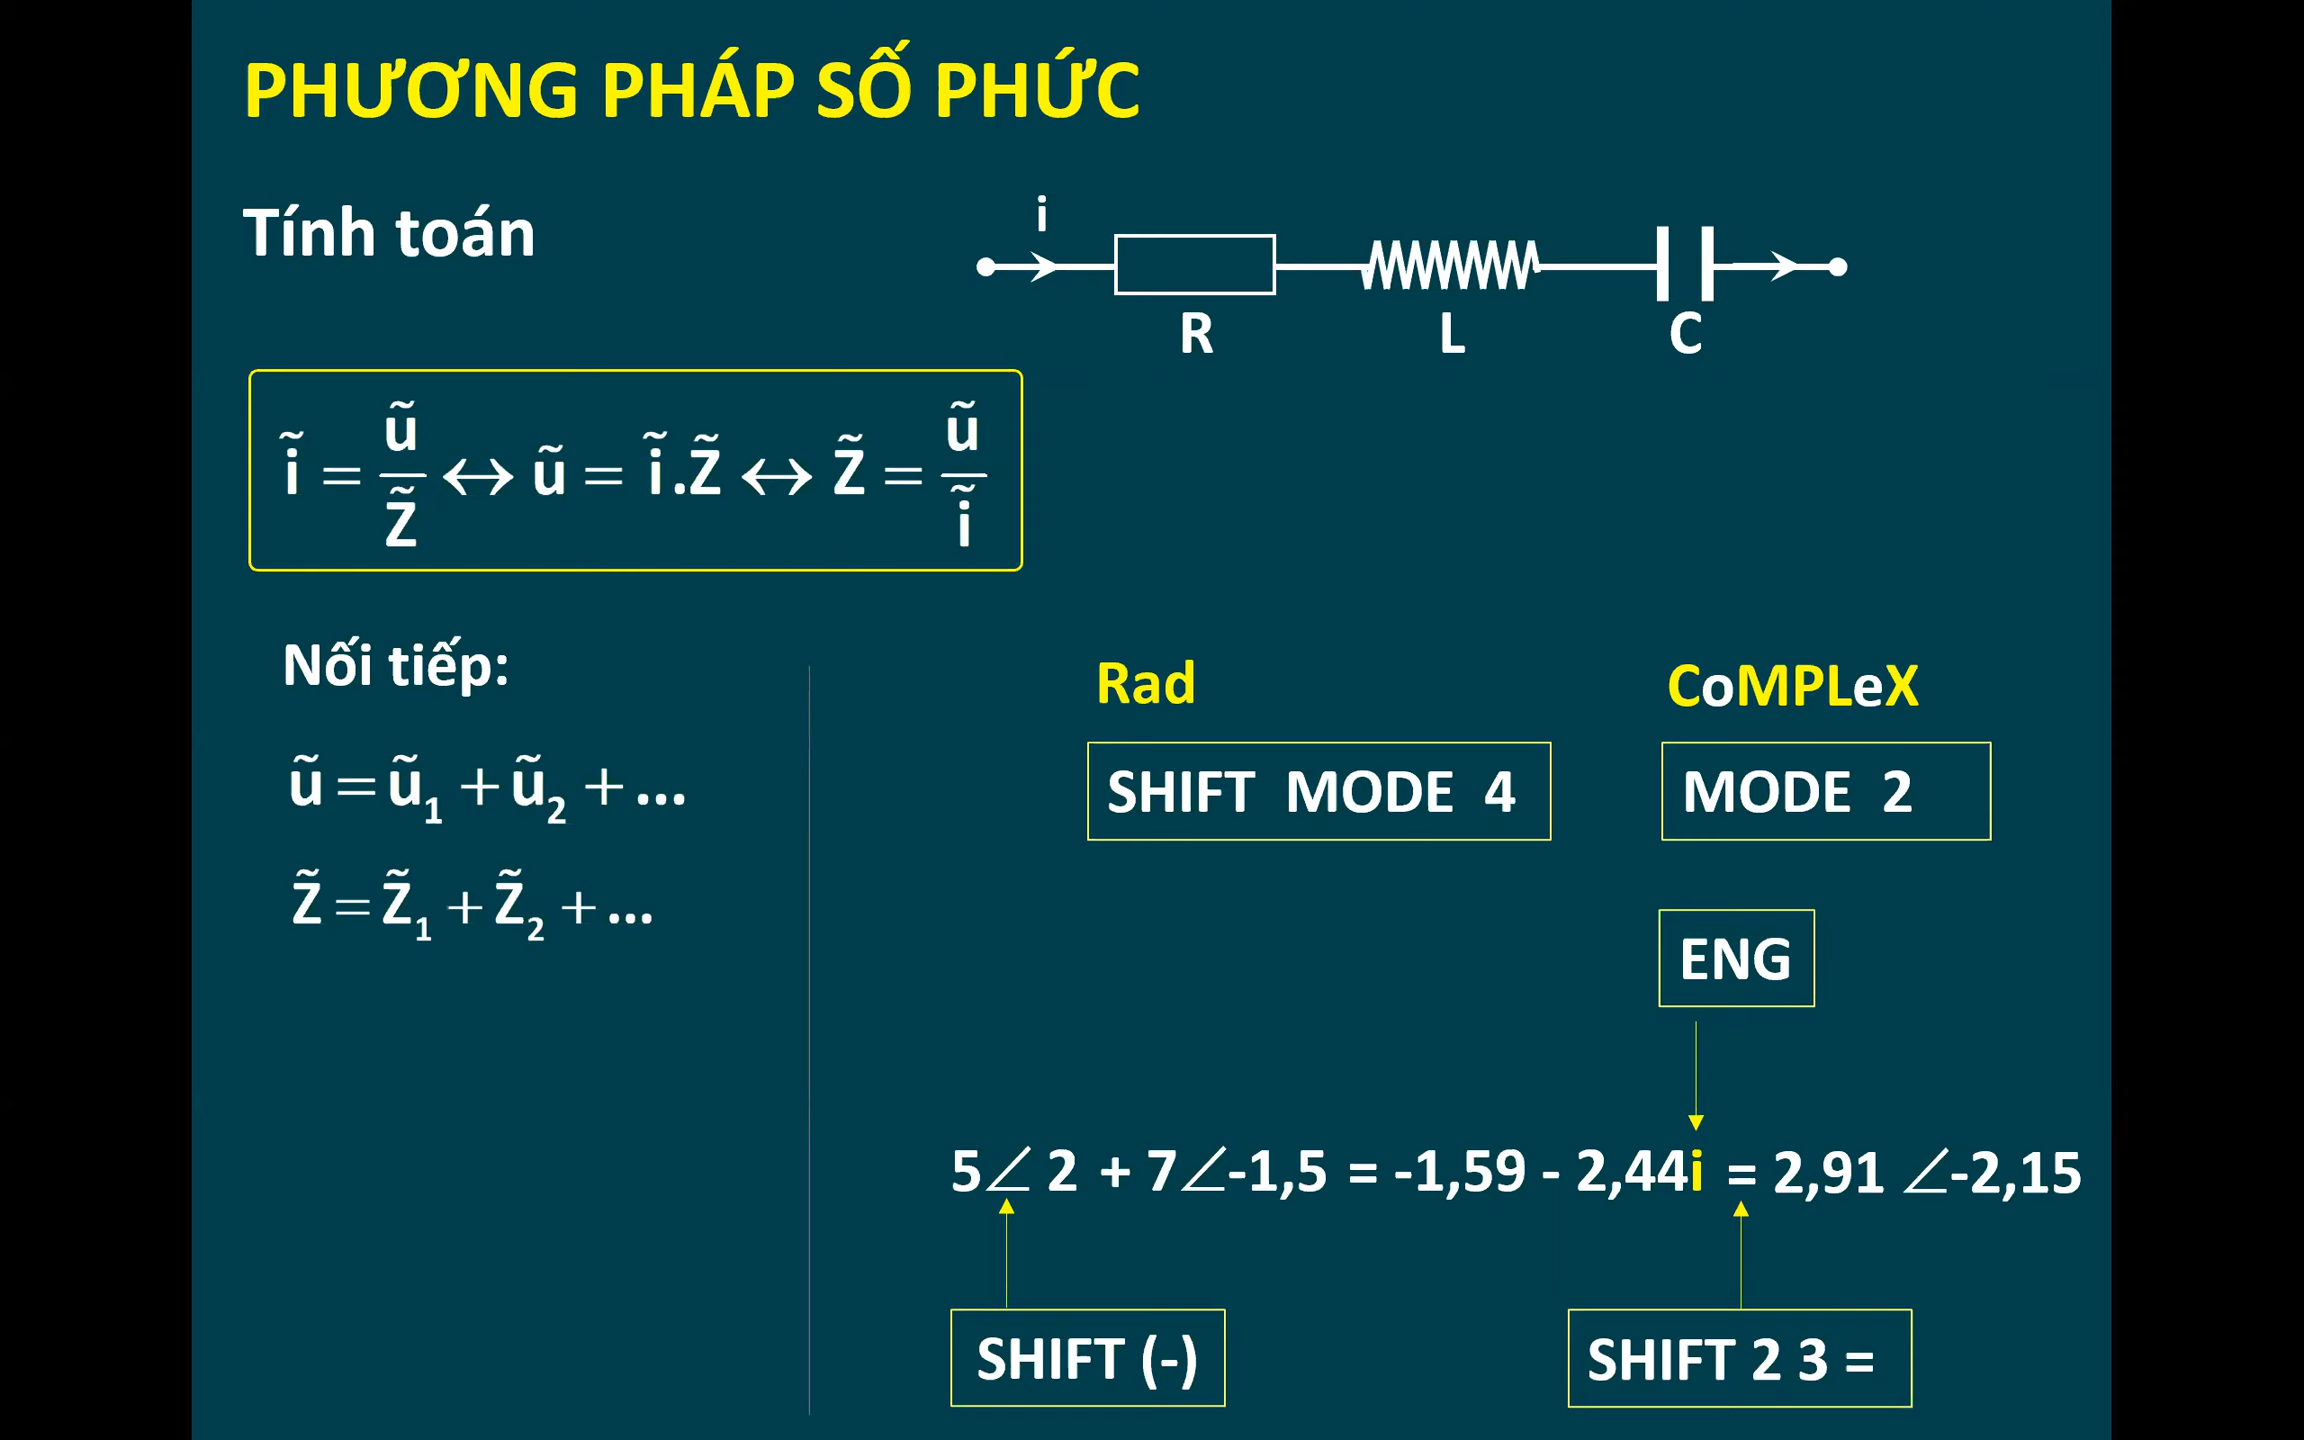 PHƯƠNG PHÁP SỐ PHỨC
Tính toán
i
R L C
ĩ = ũ/Z̃ ↔ ũ = ĩ.Z̃ ↔ Z̃ = ũ/ĩ
Nối tiếp:
ũ = ũ₁ + ũ₂ + ...
Z̃ = Z̃₁ + Z̃₂ + ...
Rad
CoMPLeX
SHIFT MODE 4
MODE 2
ENG
5∠ 2 + 7∠-1,5 = -1,59 - 2,44i = 2,91 ∠-2,15
SHIFT (-)
SHIFT 2 3 =